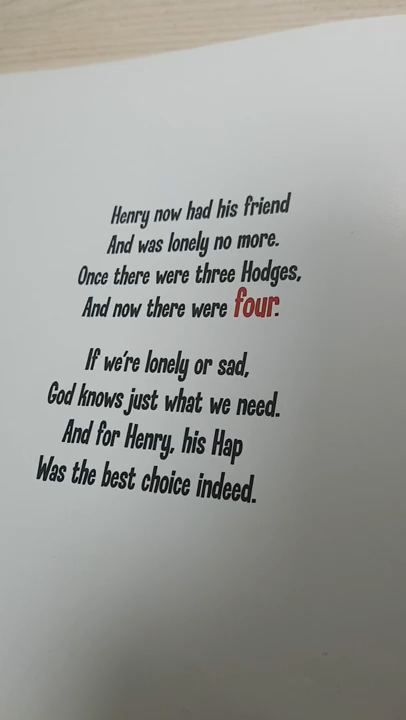 Henry now had his friend
And was lonely no more.
Once there were three Hodges,
And now there were four.
If we're lonely or sad,
God knows just what we need.
And for Henry, his Hap
Was the best choice indeed.